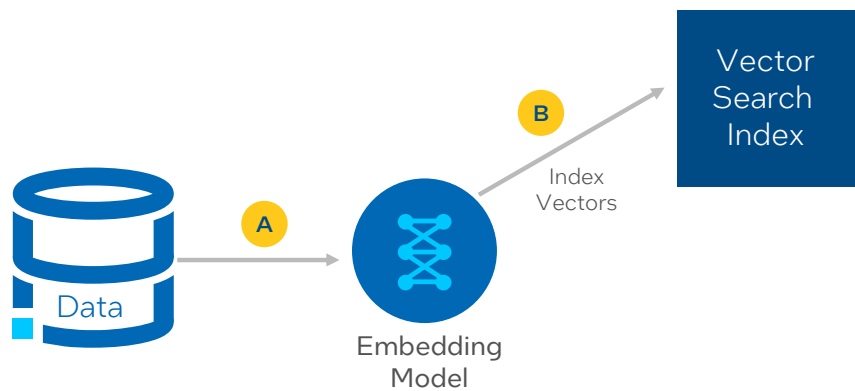 Vector
Search
Index
B
Index
Vectors
A
Data
Embedding
Model